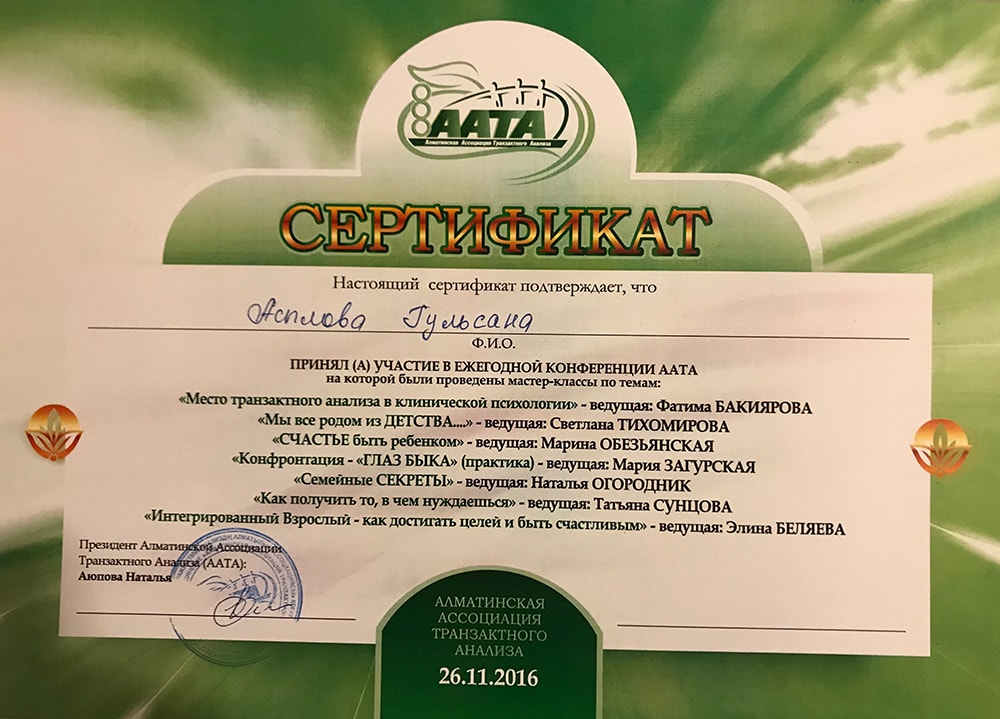 ААТА
Алматинская Ассоциация Транзактного Анализа
СЕРТИФИКАТ
Настоящий сертификат подтверждает, что
Гульсана
Ф.И.О.
ПРИНЯЛ (А) УЧАСТИЕ В ЕЖЕГОДНОЙ КОНФЕРЕНЦИИ ААТА
на которой были проведены мастер-классы по темам:
«Место транзактного анализа в клинической психологии» - ведущая: Фатима БАКИЯРОВА
«Мы все родом из ДЕТСТВА....» - ведущая: Светлана ТИХОМИРОВА
«СЧАСТЬЕ быть ребенком» - ведущая: Марина ОБЕЗЬЯНСКАЯ
«Конфронтация - «ГЛАЗ БЫКА» (практика) - ведущая: Мария ЗАГУРСКАЯ
«Семейные СЕКРЕТЫ» - ведущая: Наталья ОГОРОДНИК
«Как получить то, в чем нуждаешься» - ведущая: Татьяна СУНЦОВА
«Интегрированный Взрослый - как достигать целей и быть счастливым» - ведущая: Элина БЕЛЯЕВА
Президент Алматинской Ассоциации
Транзактного Анализа (ААТА):
Аюпова Наталья
АЛМАТИНСКАЯ
АССОЦИАЦИЯ
ТРАНЗАКТНОГО
АНАЛИЗА
26.11.2016